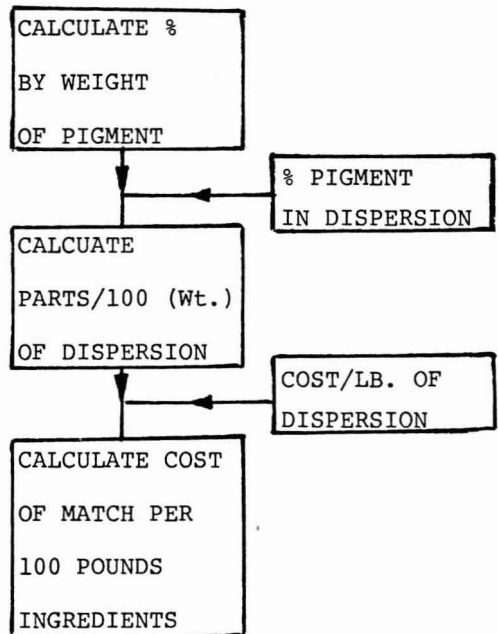 CALCULATE %
BY WEIGHT
OF PIGMENT
% PIGMENT
IN DISPERSION
CALCUATE
PARTS/100 (Wt.)
OF DISPERSION
COST/LB. OF
DISPERSION
CALCULATE COST
OF MATCH PER
100 POUNDS
INGREDIENTS